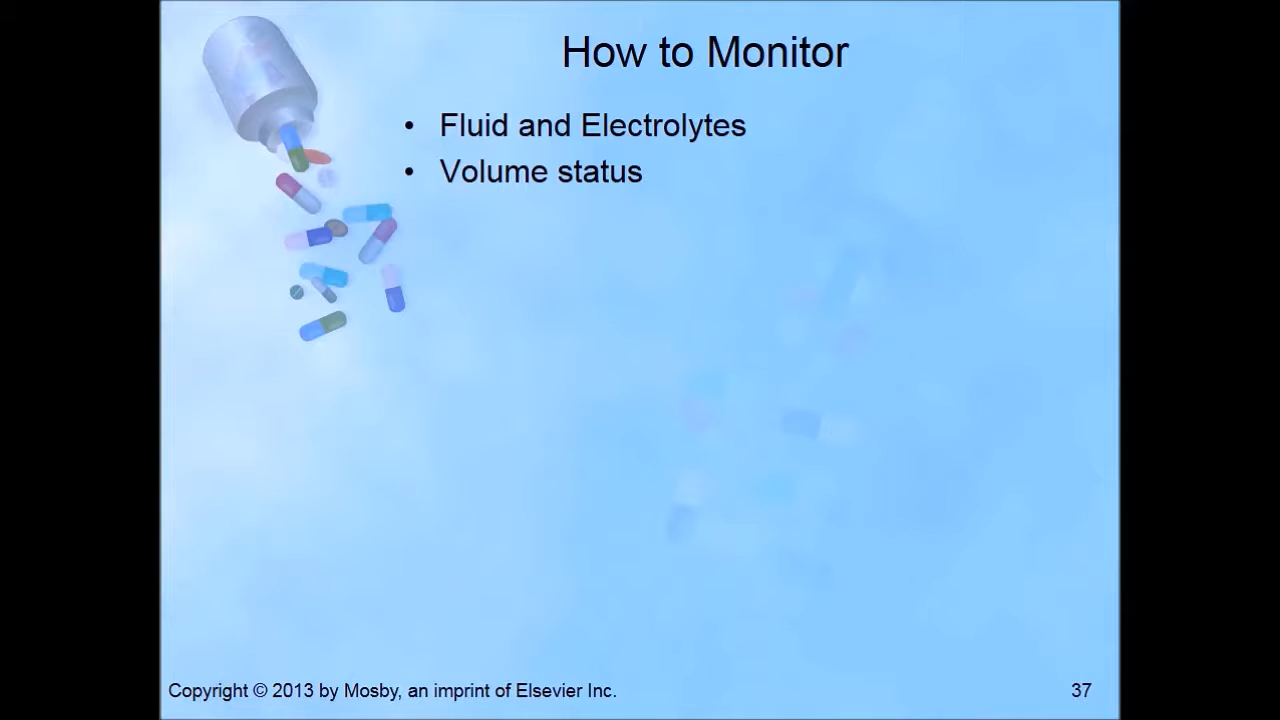 How to Monitor
• Fluid and Electrolytes
• Volume status
Copyright © 2013 by Mosby, an imprint of Elsevier Inc.
37